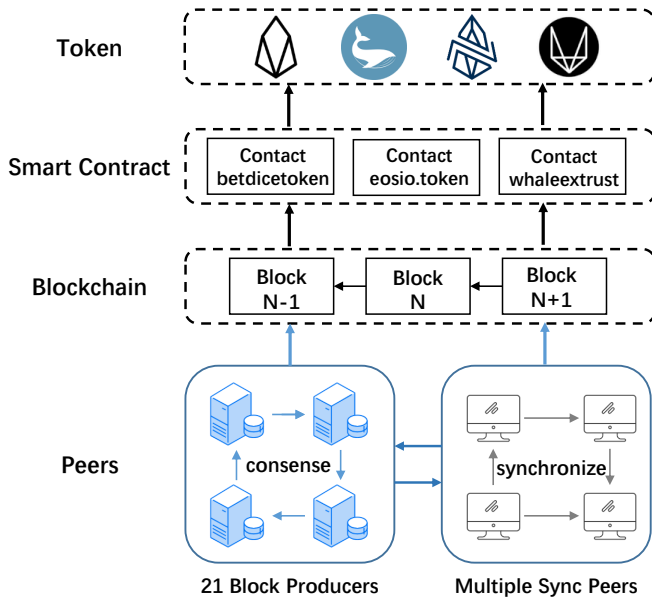 Token
Smart Contract
Contact
betdicetoken
Contact
eosio.token
Contact
whaleextrust
Blockchain
Block
N-1
Block
N
Block
N+1
Peers
consense
synchronize
21 Block Producers
Multiple Sync Peers